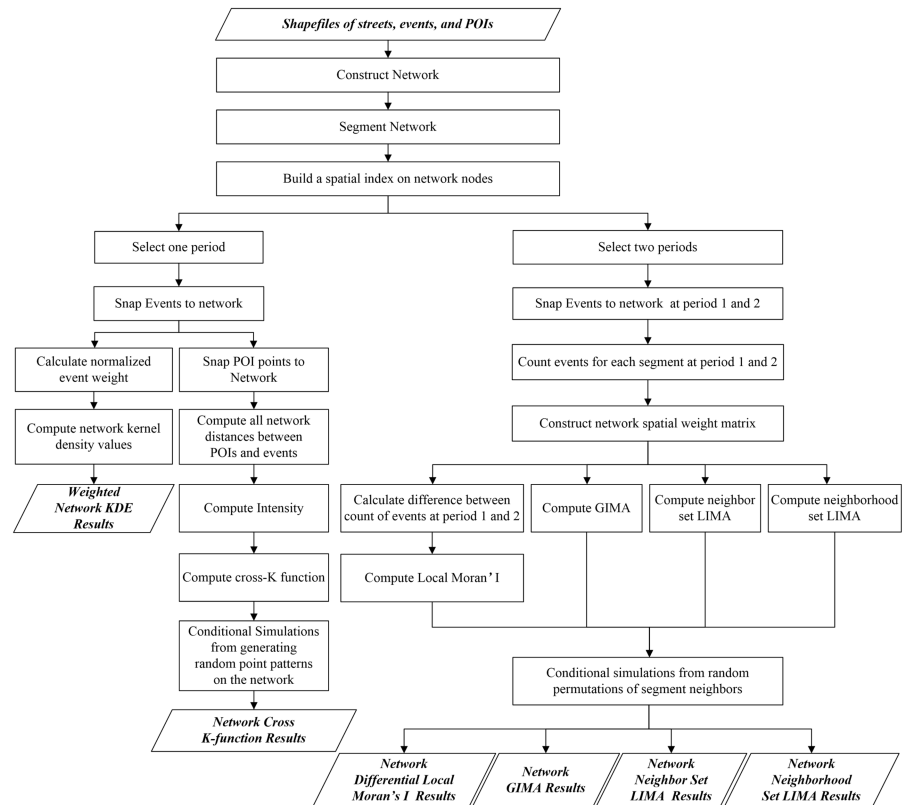 Shapefiles of streets, events, and POIs
Construct Network
Segment Network
Build a spatial index on network nodes
Select one period
Snap Events to network
Calculate normalized
event weight
Compute network kernel
density values
Weighted
Network KDE
Results
Snap POI points to
Network
Compute all network
distances between
POIs and events
Compute Intensity
Compute cross-K function
Conditional Simulations
from generating
random point patterns
on the network
Network Cross
K-function Results
Select two periods
Snap Events to network at period 1 and 2
Count events for each segment at period 1 and 2
Construct network spatial weight matrix
Calculate difference between
count of events at period 1 and 2
Compute Local Moran’I
Compute GIMA
Compute neighbor
set LIMA
Compute neighborhood
set LIMA
Conditional simulations from random
permutations of segment neighbors
Network
Differential Local
Moran’s I Results
Network
GIMA Results
Network
Neighbor Set
LIMA Results
Network
Neighborhood
Set LIMA Results